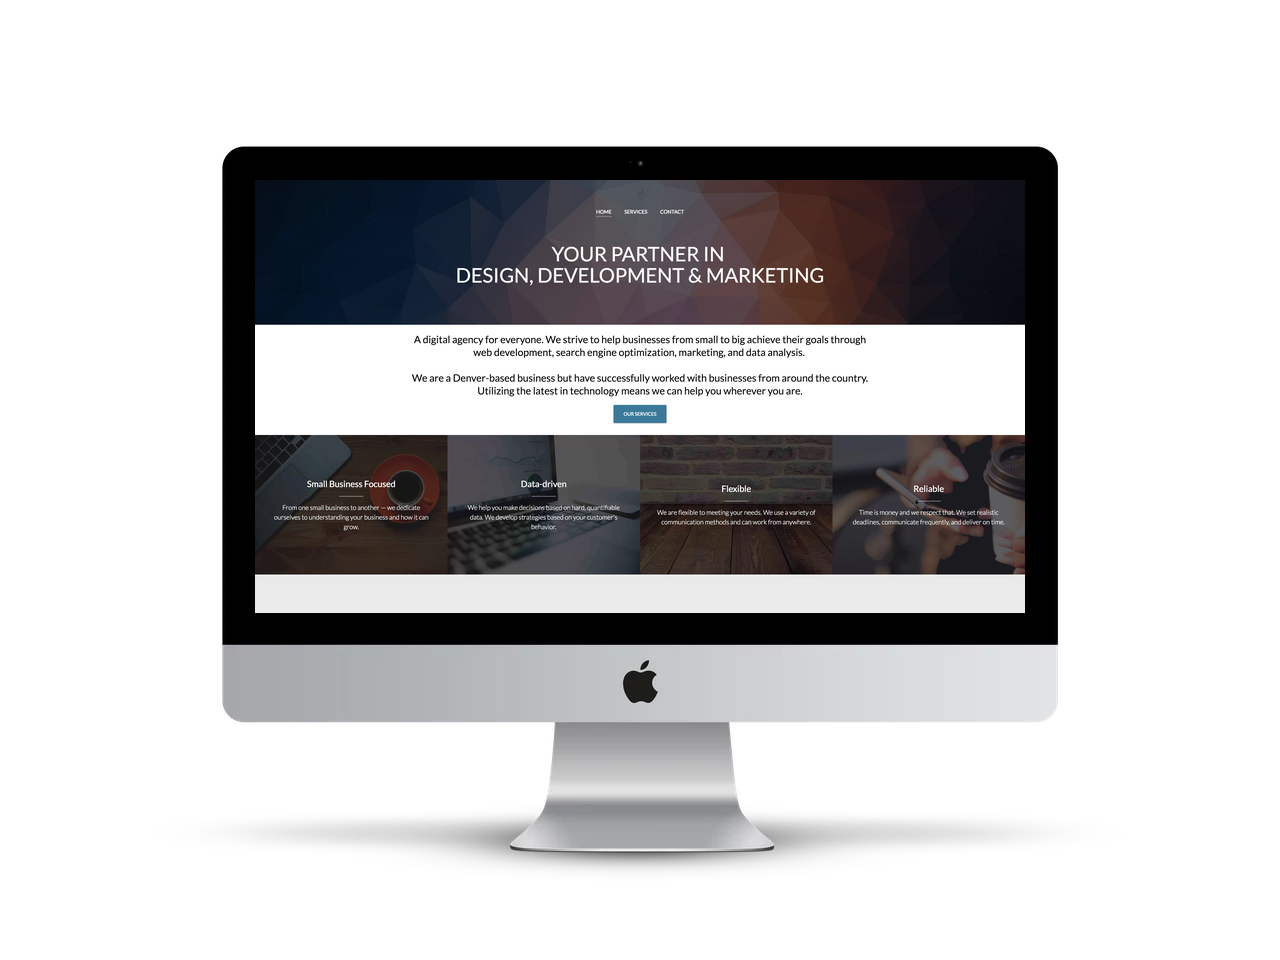 HOME SERVICES CONTACT
YOUR PARTNER IN
DESIGN, DEVELOPMENT & MARKETING
A digital agency for everyone. We strive to help businesses from small to big achieve their goals through
web development, search engine optimization, marketing, and data analysis.
We are a Denver-based business but have successfully worked with businesses from around the country.
Utilizing the latest in technology means we can help you wherever you are.
OUR SERVICES
Small Business Focused
From one small business to another — we dedicate
ourselves to understanding your business and how it can
grow.
Data-driven
We help you make decisions based on hard, quantifiable
data. We develop strategies based on your customer's
behavior.
Flexible
We are flexible to meeting your needs. We use a variety of
communication methods and can work from anywhere.
Reliable
Time is money and we respect that. We set realistic
deadlines, communicate frequently, and deliver on time.